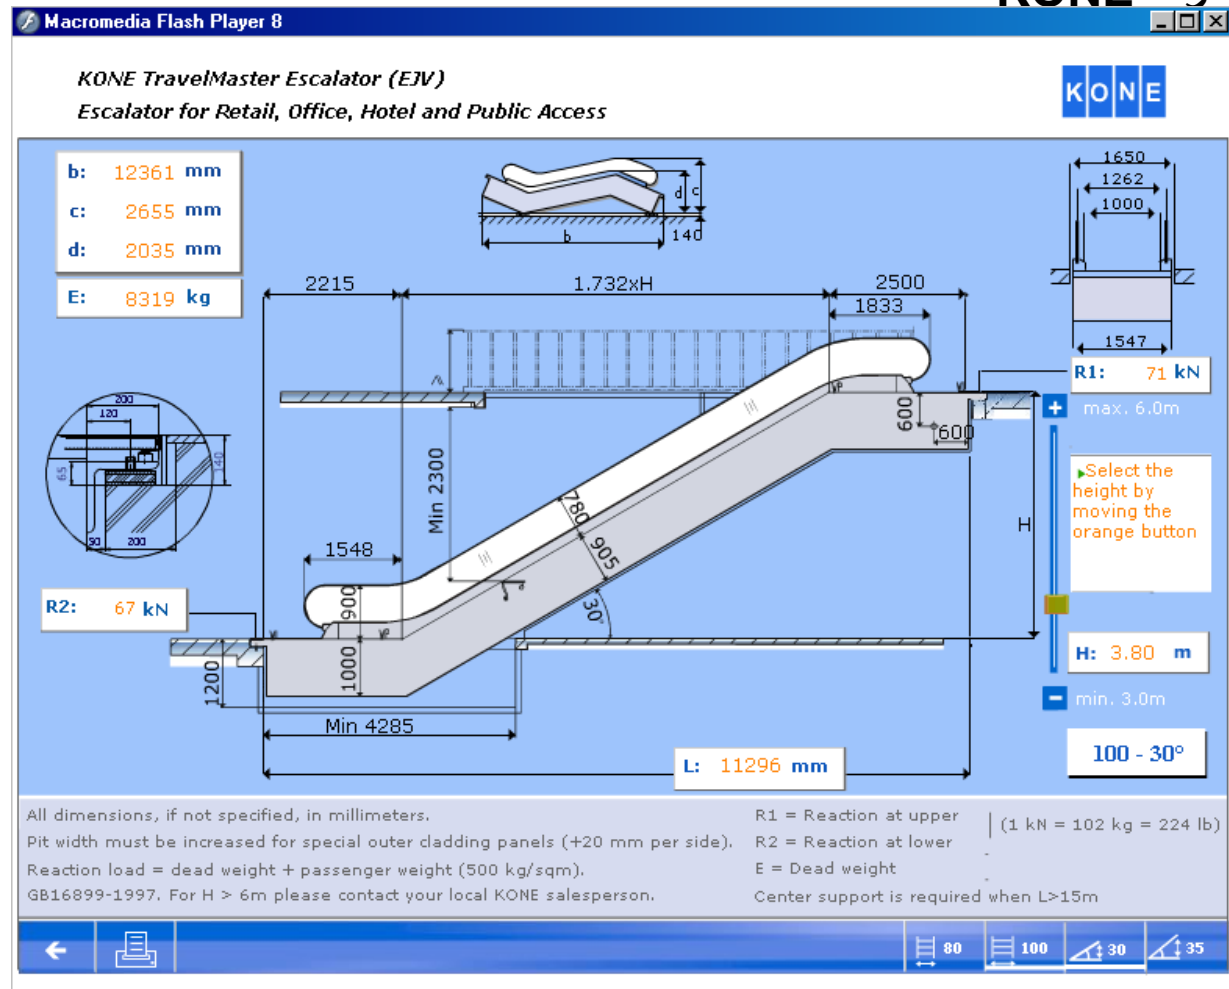 KONE
Macromedia Flash Player 8
KONE TravelMaster Escalator (EJV)
Escalator for Retail, Office, Hotel and Public Access
KONE
b: 12361 mm
c: 2655 mm
d: 2035 mm
E: 8319 kg
d
c
b
140
1650
1262
1000
1547
2215
1.732xH
2500
1833
R1: 71 kN
max. 6.0m
600
600
200
120
65
140
30
200
Min 2300
780
905
30°
H
Select the
height by
moving the
orange button
1548
900
R2: 67 kN
1000
1200
Min 4285
H: 3.80 m
min. 3.0m
100 - 30°
L: 11296 mm
All dimensions, if not specified, in millimeters.
Pit width must be increased for special outer cladding panels (+20 mm per side).
Reaction load = dead weight + passenger weight (500 kg/sqm).
GB16899-1997. For H > 6m please contact your local KONE salesperson.
R1 = Reaction at upper
R2 = Reaction at lower
(1 kN = 102 kg = 224 lb)
E = Dead weight
Center support is required when L>15m
80
100
30
35